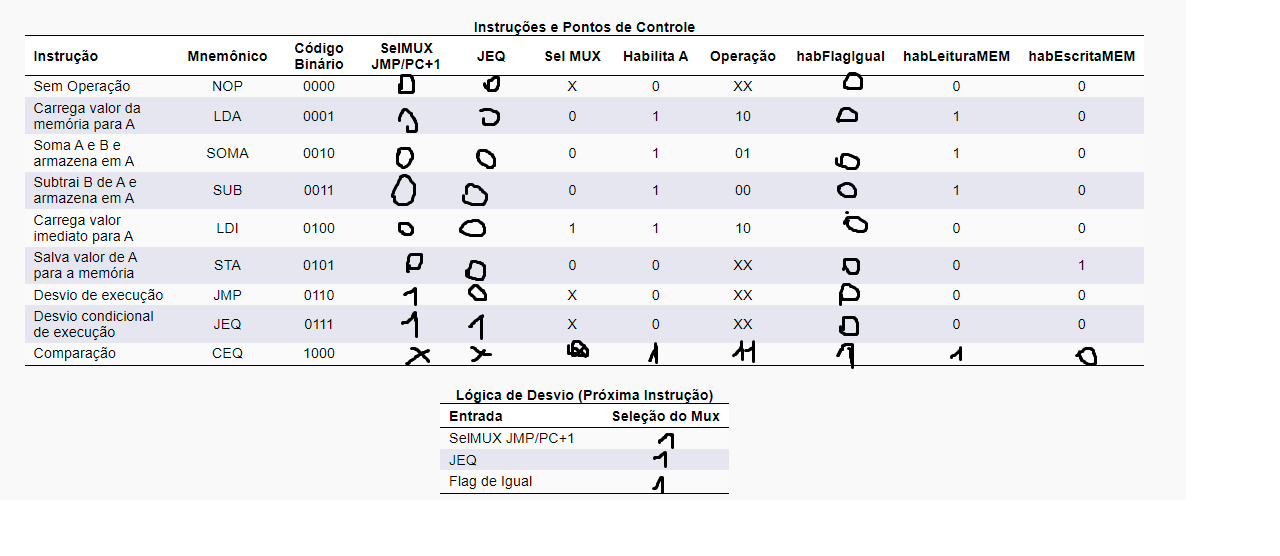 Instruções e Pontos de Controle
Instrução Mnemônico Código Binário SelMUX JMP/PC+1 JEQ Sel MUX Habilita A Operação habFlagIgual habLeituraMEM habEscritaMEM
Sem Operação NOP 0000 0 0 X 0 XX 0 0 0
Carrega valor da memória para A LDA 0001 0 0 0 1 10 0 1 0
Soma A e B e armazena em A SOMA 0010 0 0 0 1 01 0 1 0
Subtrai B de A e armazena em A SUB 0011 0 0 0 1 00 0 1 0
Carrega valor imediato para A LDI 0100 0 0 1 1 10 0 0 0
Salva valor de A para a memória STA 0101 0 0 0 0 XX 0 0 1
Desvio de execução JMP 0110 1 0 X 0 XX 0 0 0
Desvio condicional de execução JEQ 0111 1 1 X 0 XX 0 0 0
Comparação CEQ 1000 X X 1 11 1 1 0
Lógica de Desvio (Próxima Instrução)
Entrada Seleção do Mux
SelMUX JMP/PC+1 1
JEQ 1
Flag de Igual 1